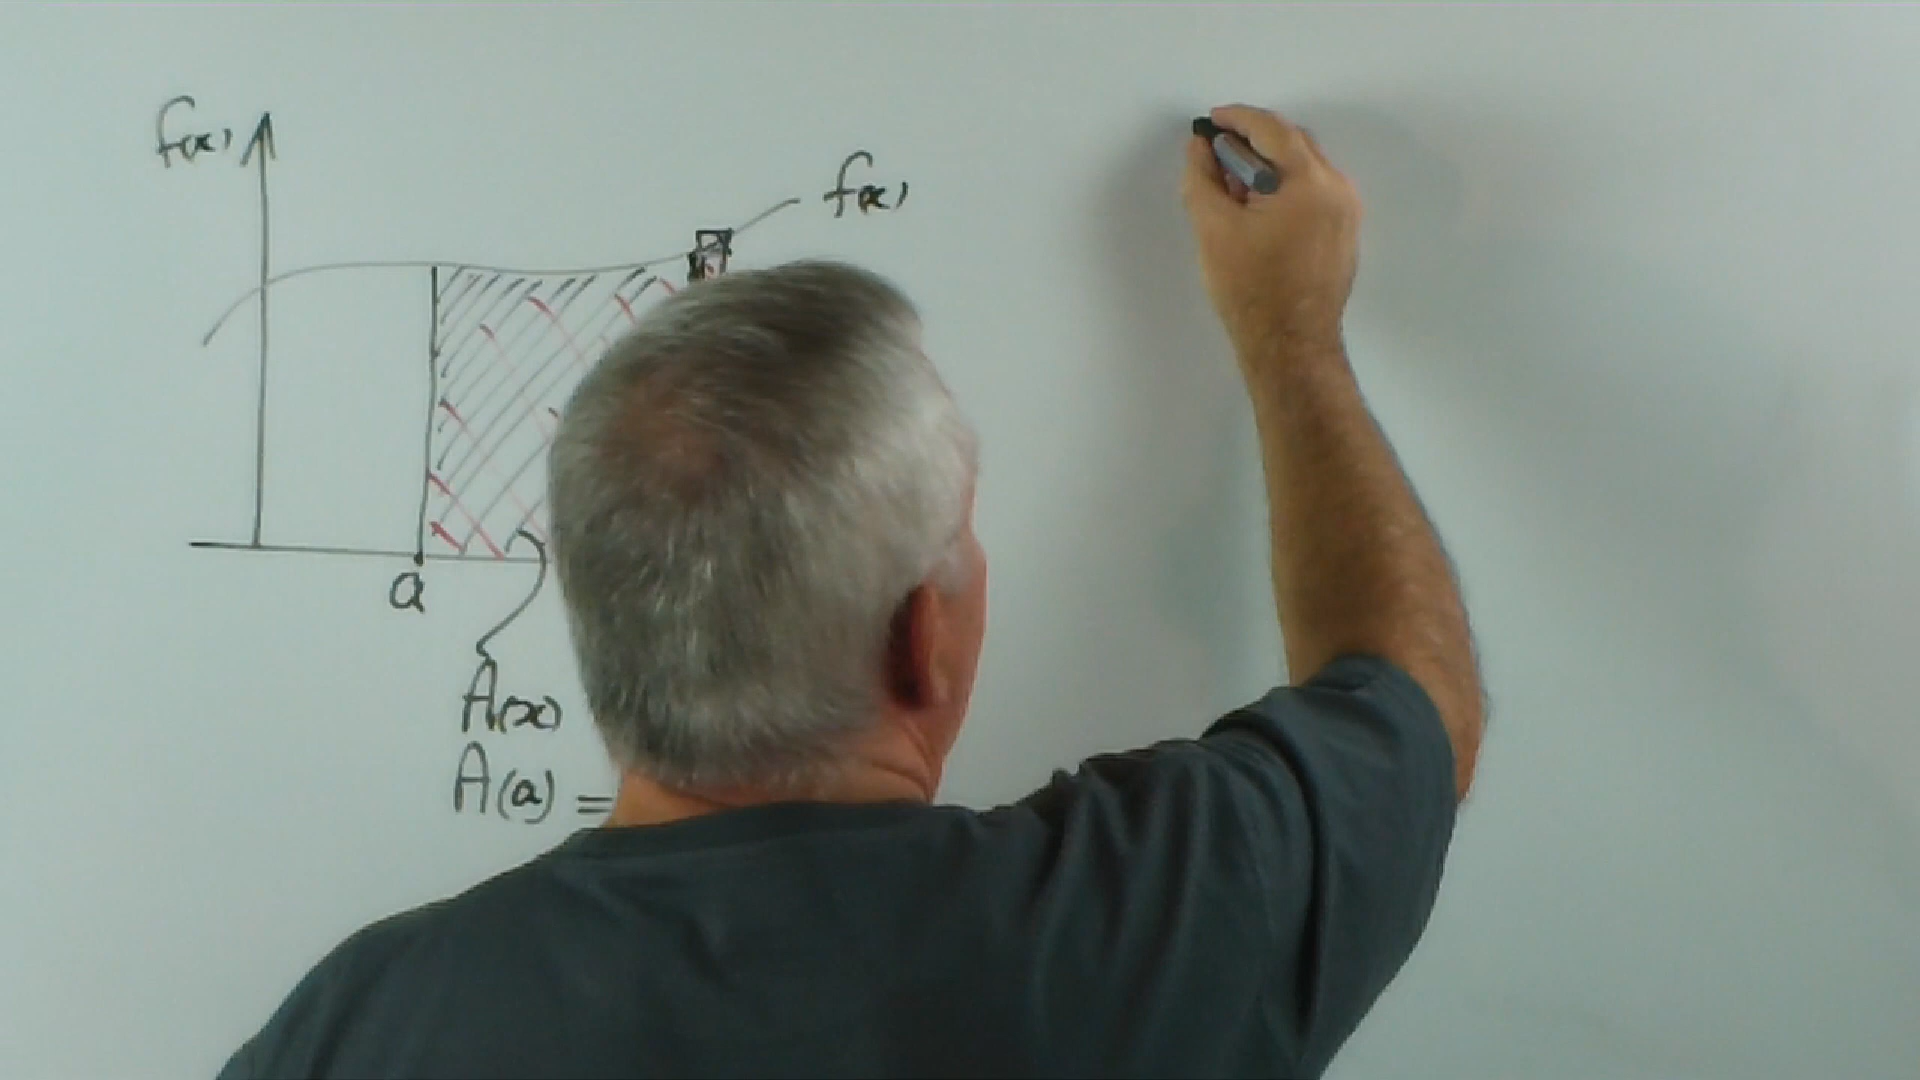 f(x)
f(x)
a
A(x)
A(a) =